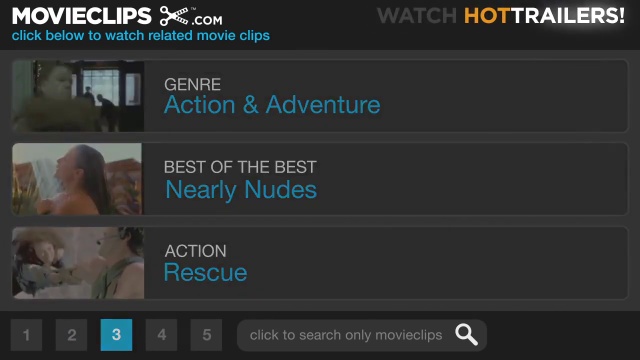 MOVIECLIPS .COM
WATCH HOTTRAILERS!
click below to watch related movie clips
GENRE
Action & Adventure
BEST OF THE BEST
Nearly Nudes
ACTION
Rescue
1 2 3 4 5 click to search only movieclips